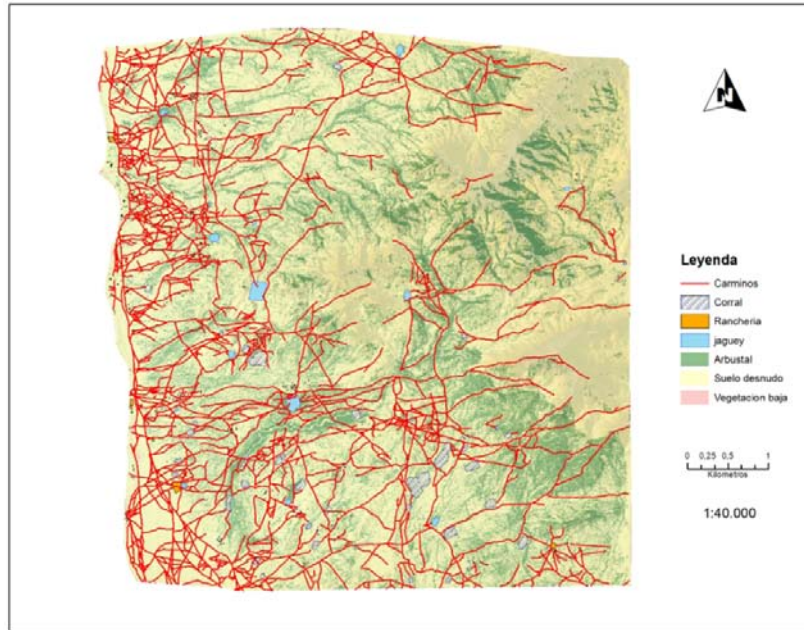 N
Leyenda
Carminos
Corral
Rancheria
jaguey
Arbustal
Suelo desnudo
Vegetacion baja
0 0,25 0,5 1
Kilometros
1:40.000